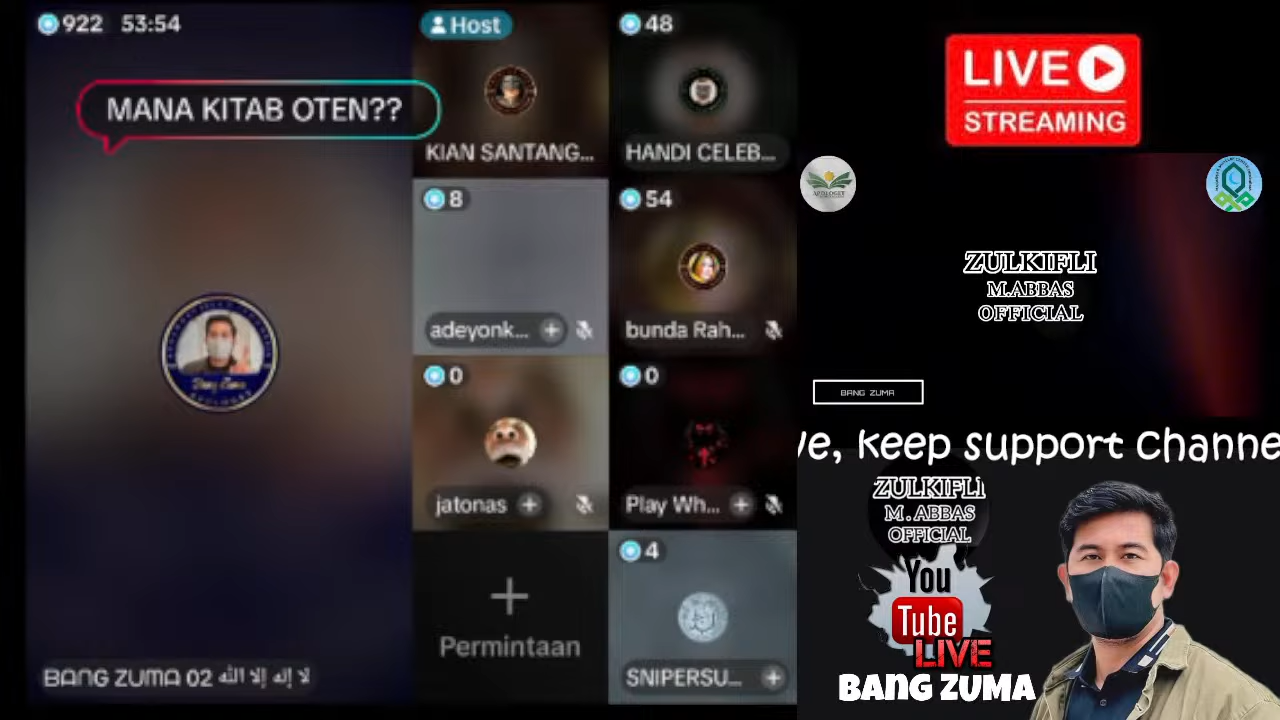 922 53:54
MANA KITAB OTEN??
BANG ZUMA 02 لا إله إلا الله
Host
KIAN SANTANG...
48
HANDI CELEB...
8
adeyonk...
54
bunda Rah...
0
jatonas
0
Play Wh...
Permintaan
4
SNIPERSU...
LIVE
STREAMING
ZULKIFLI
M.ABBAS
OFFICIAL
BANG ZUMA
ve, keep support channe
ZULKIFLI
M.ABBAS
OFFICIAL
You
Tube
LIVE
BANG ZUMA